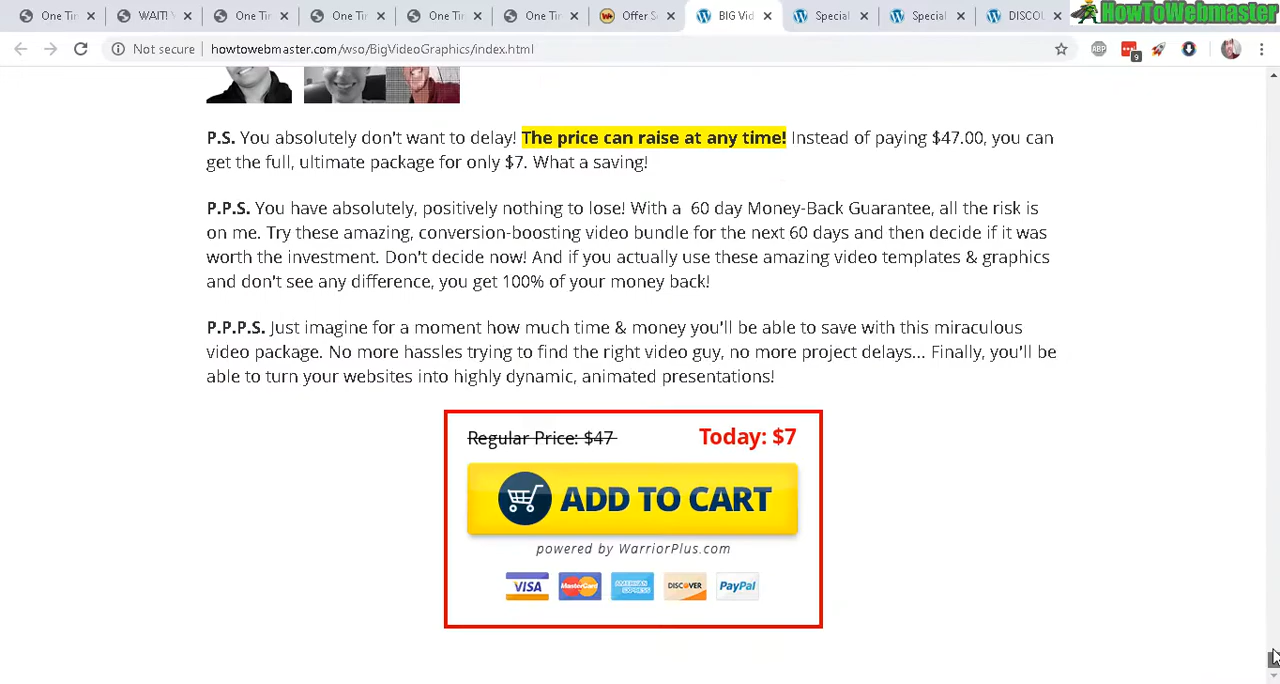 One Tir
WAIT! Y
One Tir
One Tir
One Tir
One Tir
Offer Se
BIG Vid
Special
Special
DISCOU
HowToWebmaster
Not secure
howtowebmaster.com/wso/BigVideoGraphics/index.html
ABP
9
P.S. You absolutely don't want to delay! The price can raise at any time! Instead of paying $47.00, you can
get the full, ultimate package for only $7. What a saving!
P.P.S. You have absolutely, positively nothing to lose! With a 60 day Money-Back Guarantee, all the risk is
on me. Try these amazing, conversion-boosting video bundle for the next 60 days and then decide if it was
worth the investment. Don't decide now! And if you actually use these amazing video templates & graphics
and don't see any difference, you get 100% of your money back!
P.P.P.S. Just imagine for a moment how much time & money you'll be able to save with this miraculous
video package. No more hassles trying to find the right video guy, no more project delays... Finally, you'll be
able to turn your websites into highly dynamic, animated presentations!
Regular Price: $47
Today: $7
ADD TO CART
powered by WarriorPlus.com
VISA
MasterCard
AMERICAN EXPRESS
DISCOVER
PayPal